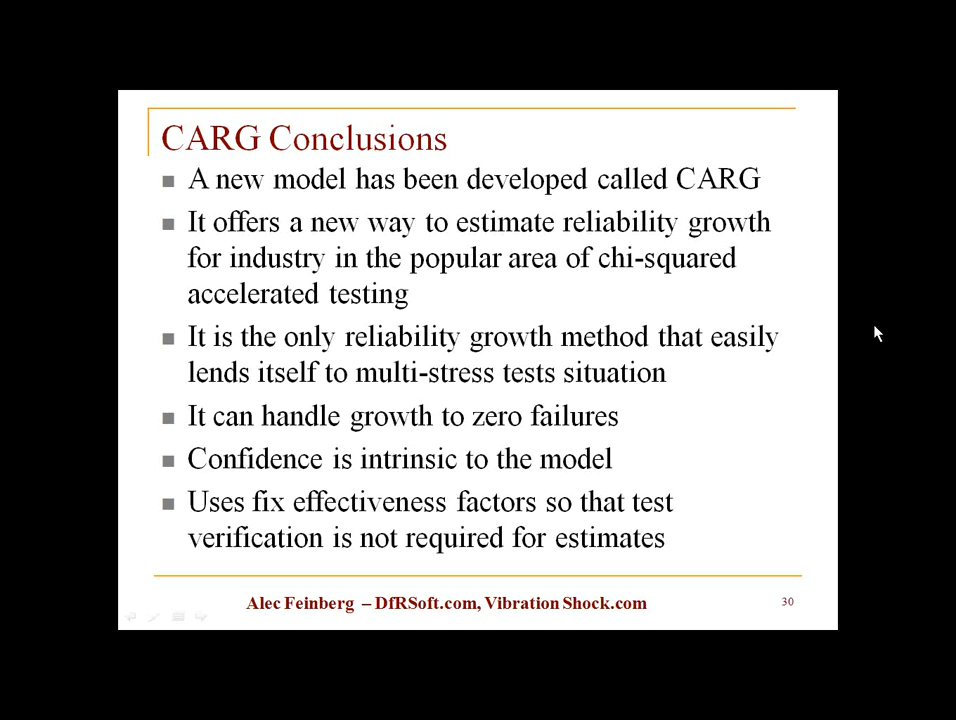 CARG Conclusions
A new model has been developed called CARG
It offers a new way to estimate reliability growth
for industry in the popular area of chi-squared
accelerated testing
It is the only reliability growth method that easily
lends itself to multi-stress tests situation
It can handle growth to zero failures
Confidence is intrinsic to the model
Uses fix effectiveness factors so that test
verification is not required for estimates
Alec Feinberg – DfRSoft.com, Vibration Shock.com 30